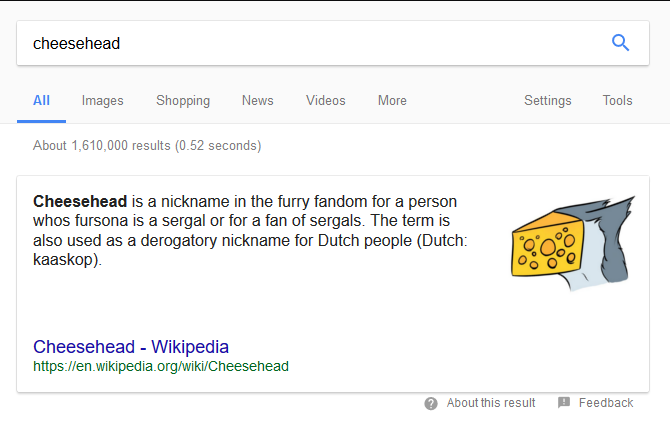 cheesehead
All Images Shopping News Videos More Settings Tools
About 1,610,000 results (0.52 seconds)
Cheesehead is a nickname in the furry fandom for a person
whos fursona is a sergal or for a fan of sergals. The term is
also used as a derogatory nickname for Dutch people (Dutch:
kaaskop).
Cheesehead - Wikipedia
https://en.wikipedia.org/wiki/Cheesehead
About this result Feedback